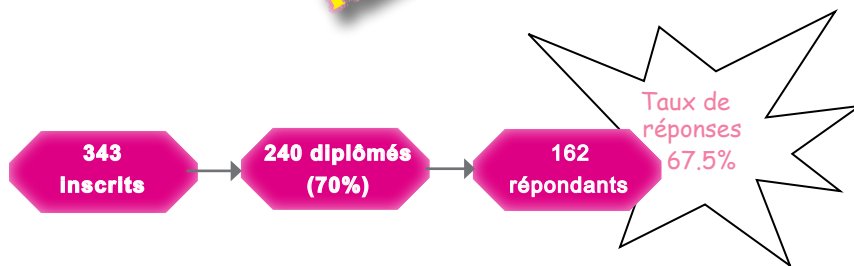 343
inscrits
240 diplômés
(70%)
162
répondants
Taux de
réponses
67.5%